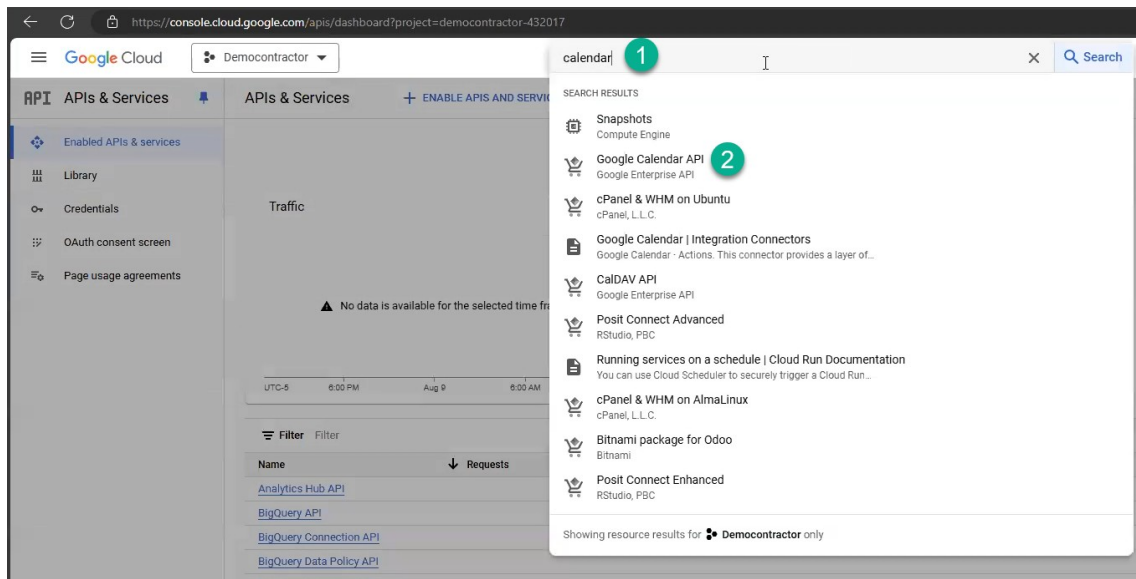 https://console.cloud.google.com/apis/dashboard?project=democontractor-432017
Google Cloud
Democontractor
calendar
1
Search
API APIs & Services
Enabled APIs & services
Library
Credentials
OAuth consent screen
Page usage agreements
APIs & Services
+ ENABLE APIS AND SERVIC
Traffic
No data is available for the selected time fra
UTC-5 6:00 PM Aug 9 6:00 AM
Filter Filter
Name Requests
Analytics Hub API
BigQuery API
BigQuery Connection API
BigQuery Data Policy API
SEARCH RESULTS
Snapshots
Compute Engine
Google Calendar API 2
Google Enterprise API
cPanel & WHM on Ubuntu
cPanel, L.L.C.
Google Calendar | Integration Connectors
Google Calendar · Actions. This connector provides a layer of…
CalDAV API
Google Enterprise API
Posit Connect Advanced
RStudio, PBC
Running services on a schedule | Cloud Run Documentation
You can use Cloud Scheduler to securely trigger a Cloud Run…
cPanel & WHM on AlmaLinux
cPanel, L.L.C.
Bitnami package for Odoo
Bitnami
Posit Connect Enhanced
RStudio, PBC
Showing resource results for Democontractor only